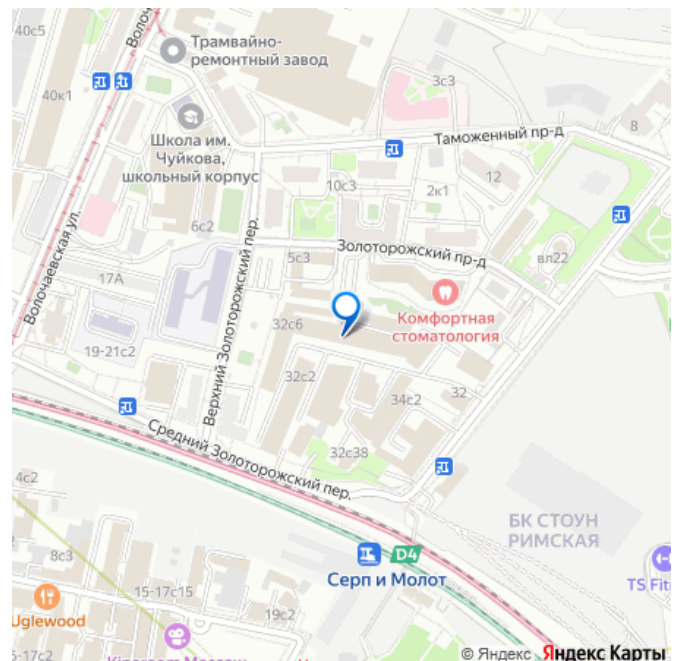 40с5
Волоч
Трамвайно-
ремонтный завод
40к1
3с3
Школа им.
Чуйкова,
школьный корпус
Таможенный пр-д
8
10с3
2к1
12
6с2
Волочаевская ул.
Верхний Золоторожский пер.
Золоторожский пр-д
5с3
вл22
17А
Комфортная
стоматология
32с6
19-21с2
32с2
32
34с2
Средний Золоторожский пер.
32с38
4с2
БК СТОУН
РИМСКАЯ
D4
Серп и Молот
8с3
15-17с15
TS Fit
Uglewood
19с2
5-17с2
© Яндекс Яндекс Карты